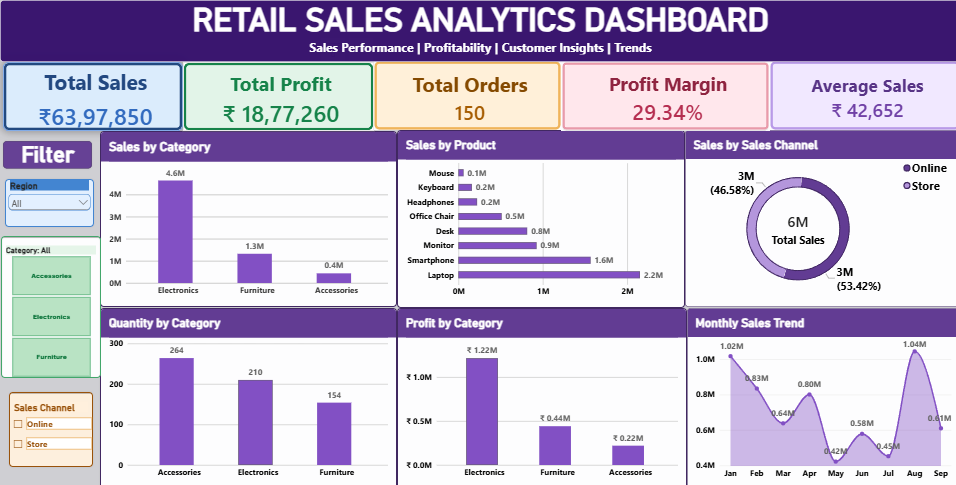 RETAIL SALES ANALYTICS DASHBOARD
Sales Performance | Profitability | Customer Insights | Trends
Total Sales
₹63,97,850
Total Profit
₹ 18,77,260
Total Orders
150
Profit Margin
29.34%
Average Sales
₹ 42,652
Filter
Region
All
Category: All
Accessories
Electronics
Furniture
Sales Channel
Online
Store
Sales by Category
4M
3M
2M
1M
0M
4.6M
1.3M
0.4M
Electronics
Furniture
Accessories
Sales by Product
Mouse 0.1M
Keyboard 0.2M
Headphones 0.2M
Office Chair 0.5M
Desk 0.8M
Monitor 0.9M
Smartphone 1.6M
Laptop 2.2M
0M 1M 2M
Sales by Sales Channel
Online
Store
3M
(46.58%)
6M
Total Sales
3M
(53.42%)
Quantity by Category
300
200
100
0
264
210
154
Accessories
Electronics
Furniture
Profit by Category
₹ 1.0M
₹ 0.5M
₹ 0.0M
₹ 1.22M
₹ 0.44M
₹ 0.22M
Electronics
Furniture
Accessories
Monthly Sales Trend
1.0M
0.8M
0.6M
0.4M
1.02M
0.83M
0.64M
0.80M
0.42M
0.58M
0.45M
1.04M
0.61M
Jan Feb Mar Apr May Jun Jul Aug Sep